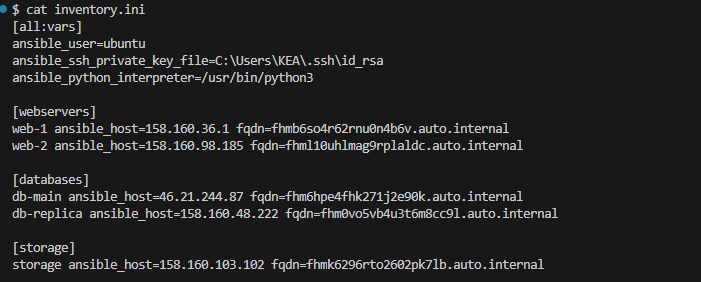 $ cat inventory.ini
[all:vars]
ansible_user=ubuntu
ansible_ssh_private_key_file=C:\Users\KEA\.ssh\id_rsa
ansible_python_interpreter=/usr/bin/python3
[webservers]
web-1 ansible_host=158.160.36.1 fqdn=fhmb6so4r62rnu0n4b6v.auto.internal
web-2 ansible_host=158.160.98.185 fqdn=fhml10uhlmag9rplaldc.auto.internal
[databases]
db-main ansible_host=46.21.244.87 fqdn=fhm6hpe4fhk271j2e90k.auto.internal
db-replica ansible_host=158.160.48.222 fqdn=fhm0vo5vb4u3t6m8cc9l.auto.internal
[storage]
storage ansible_host=158.160.103.102 fqdn=fhmk6296rto2602pk7lb.auto.internal